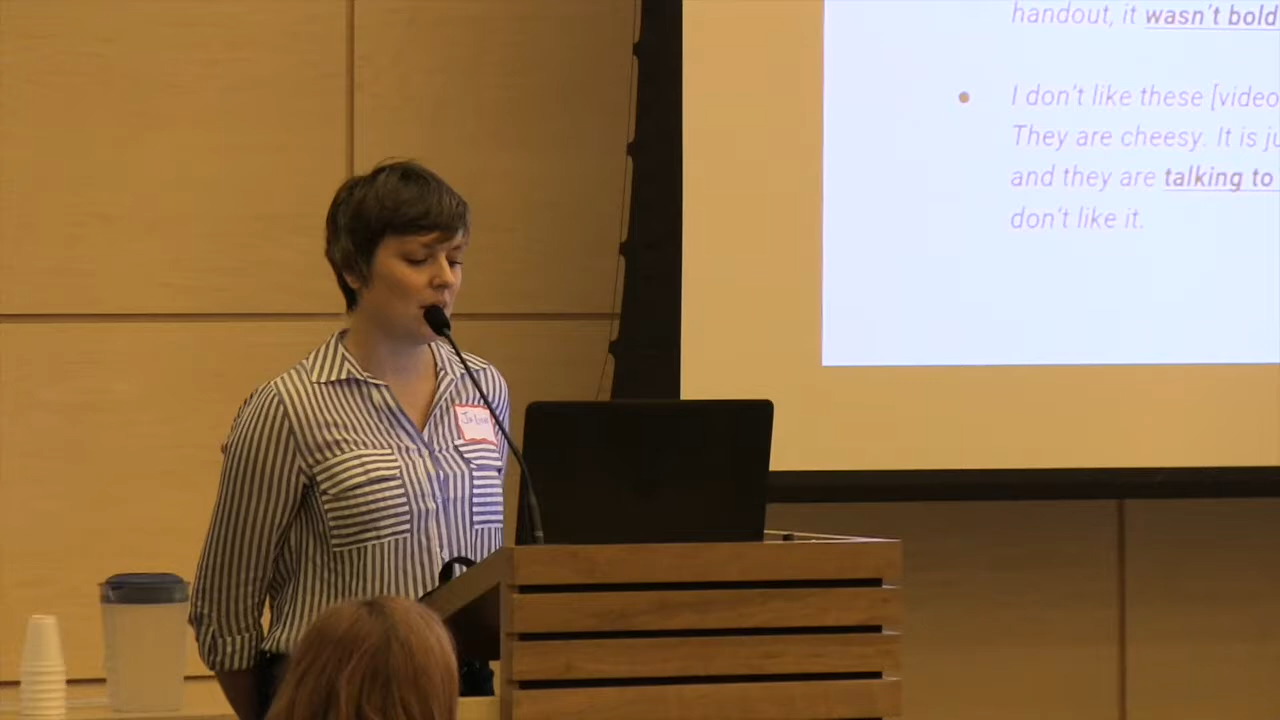 handout, it wasn't bold
• I don't like these [video
They are cheesy. It is ju
and they are talking to
don't like it.